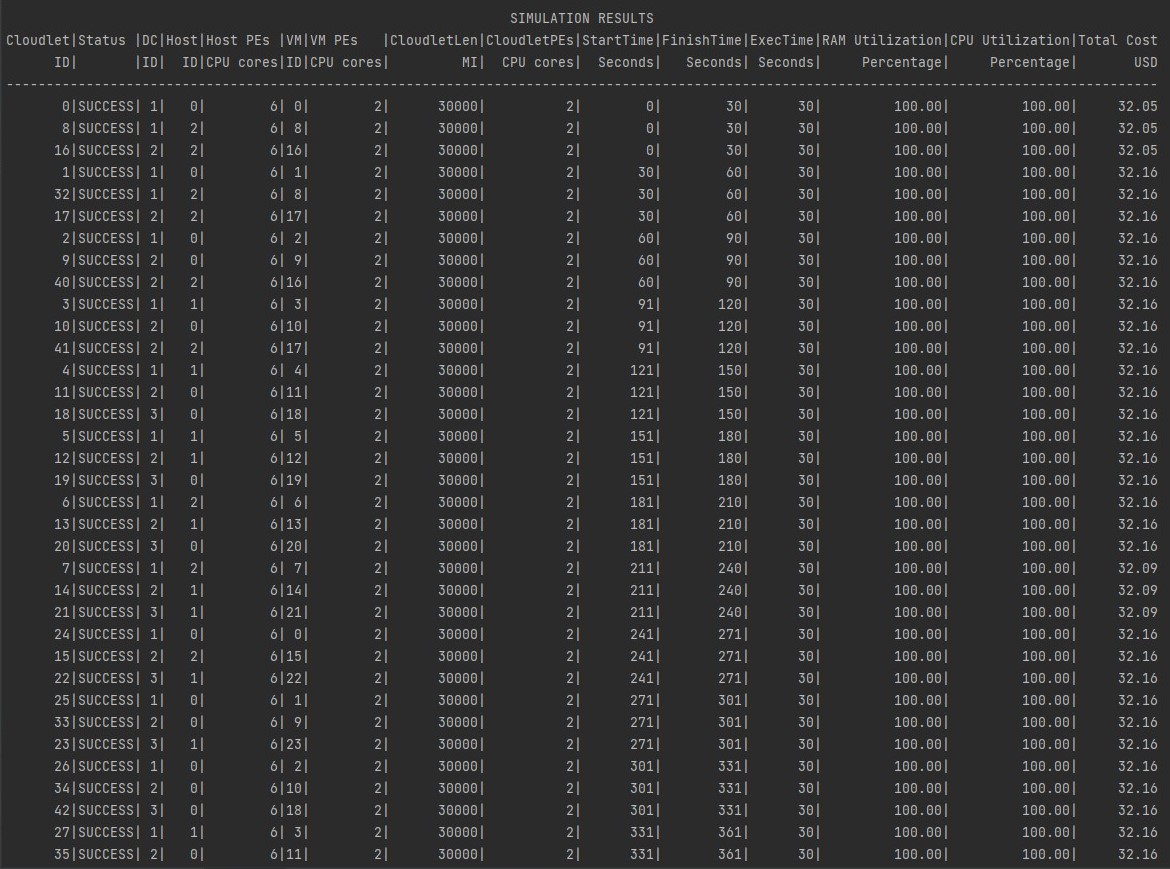 SIMULATION RESULTS
Cloudlet|Status |DC|Host|Host PEs |VM|VM PEs   |CloudletLen|CloudletPEs|StartTime|FinishTime|ExecTime|RAM Utilization|CPU Utilization|Total Cost
ID|       |ID|  ID|CPU cores|ID|CPU cores|         MI|  CPU cores|  Seconds|   Seconds| Seconds|     Percentage|     Percentage|       USD
------------------------------------------------------------------------------------------------------------------------------------------------
0|SUCCESS| 1|   0|        6| 0|        2|      30000|          2|        0|        30|      30|         100.00|         100.00|     32.05
8|SUCCESS| 1|   2|        6| 8|        2|      30000|          2|        0|        30|      30|         100.00|         100.00|     32.05
16|SUCCESS| 2|   2|        6|16|        2|      30000|          2|        0|        30|      30|         100.00|         100.00|     32.05
1|SUCCESS| 1|   0|        6| 1|        2|      30000|          2|       30|        60|      30|         100.00|         100.00|     32.16
32|SUCCESS| 1|   2|        6| 8|        2|      30000|          2|       30|        60|      30|         100.00|         100.00|     32.16
17|SUCCESS| 2|   2|        6|17|        2|      30000|          2|       30|        60|      30|         100.00|         100.00|     32.16
2|SUCCESS| 1|   0|        6| 2|        2|      30000|          2|       60|        90|      30|         100.00|         100.00|     32.16
9|SUCCESS| 2|   0|        6| 9|        2|      30000|          2|       60|        90|      30|         100.00|         100.00|     32.16
40|SUCCESS| 2|   2|        6|16|        2|      30000|          2|       60|        90|      30|         100.00|         100.00|     32.16
3|SUCCESS| 1|   1|        6| 3|        2|      30000|          2|       91|       120|      30|         100.00|         100.00|     32.16
10|SUCCESS| 2|   0|        6|10|        2|      30000|          2|       91|       120|      30|         100.00|         100.00|     32.16
41|SUCCESS| 2|   2|        6|17|        2|      30000|          2|       91|       120|      30|         100.00|         100.00|     32.16
4|SUCCESS| 1|   1|        6| 4|        2|      30000|          2|      121|       150|      30|         100.00|         100.00|     32.16
11|SUCCESS| 2|   0|        6|11|        2|      30000|          2|      121|       150|      30|         100.00|         100.00|     32.16
18|SUCCESS| 3|   0|        6|18|        2|      30000|          2|      121|       150|      30|         100.00|         100.00|     32.16
5|SUCCESS| 1|   1|        6| 5|        2|      30000|          2|      151|       180|      30|         100.00|         100.00|     32.16
12|SUCCESS| 2|   1|        6|12|        2|      30000|          2|      151|       180|      30|         100.00|         100.00|     32.16
19|SUCCESS| 3|   0|        6|19|        2|      30000|          2|      151|       180|      30|         100.00|         100.00|     32.16
6|SUCCESS| 1|   2|        6| 6|        2|      30000|          2|      181|       210|      30|         100.00|         100.00|     32.16
13|SUCCESS| 2|   1|        6|13|        2|      30000|          2|      181|       210|      30|         100.00|         100.00|     32.16
20|SUCCESS| 3|   0|        6|20|        2|      30000|          2|      181|       210|      30|         100.00|         100.00|     32.16
7|SUCCESS| 1|   2|        6| 7|        2|      30000|          2|      211|       240|      30|         100.00|         100.00|     32.09
14|SUCCESS| 2|   1|        6|14|        2|      30000|          2|      211|       240|      30|         100.00|         100.00|     32.09
21|SUCCESS| 3|   1|        6|21|        2|      30000|          2|      211|       240|      30|         100.00|         100.00|     32.09
24|SUCCESS| 1|   0|        6| 0|        2|      30000|          2|      241|       271|      30|         100.00|         100.00|     32.16
15|SUCCESS| 2|   2|        6|15|        2|      30000|          2|      241|       271|      30|         100.00|         100.00|     32.16
22|SUCCESS| 3|   1|        6|22|        2|      30000|          2|      241|       271|      30|         100.00|         100.00|     32.16
25|SUCCESS| 1|   0|        6| 1|        2|      30000|          2|      271|       301|      30|         100.00|         100.00|     32.16
33|SUCCESS| 2|   0|        6| 9|        2|      30000|          2|      271|       301|      30|         100.00|         100.00|     32.16
23|SUCCESS| 3|   1|        6|23|        2|      30000|          2|      271|       301|      30|         100.00|         100.00|     32.16
26|SUCCESS| 1|   0|        6| 2|        2|      30000|          2|      301|       331|      30|         100.00|         100.00|     32.16
34|SUCCESS| 2|   0|        6|10|        2|      30000|          2|      301|       331|      30|         100.00|         100.00|     32.16
42|SUCCESS| 3|   0|        6|18|        2|      30000|          2|      301|       331|      30|         100.00|         100.00|     32.16
27|SUCCESS| 1|   1|        6| 3|        2|      30000|          2|      331|       361|      30|         100.00|         100.00|     32.16
35|SUCCESS| 2|   0|        6|11|        2|      30000|          2|      331|       361|      30|         100.00|         100.00|     32.16